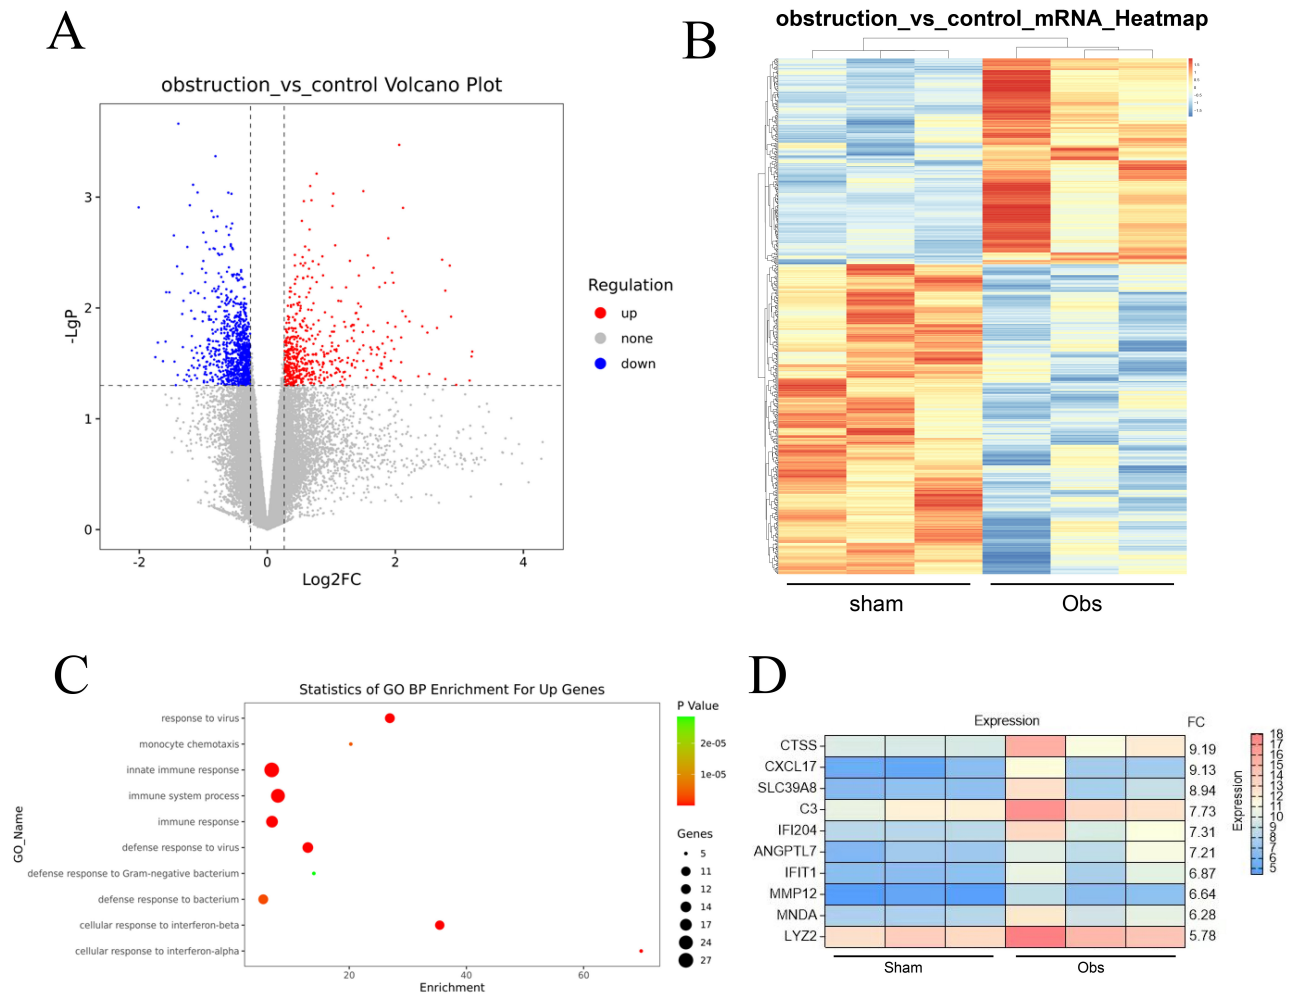 A
obstruction_vs_control Volcano Plot
-LgP
3
2
1
0
-2
0
2
4
Log2FC
Regulation
up
none
down
B
obstruction_vs_control_mRNA_Heatmap
sham
Obs
C
Statistics of GO BP Enrichment For Up Genes
GO_Name
response to virus
monocyte chemotaxis
innate immune response
immune system process
immune response
defense response to virus
defense response to Gram-negative bacterium
defense response to bacterium
cellular response to interferon-beta
cellular response to interferon-alpha
20
40
60
Enrichment
P Value
2e-05
1e-05
Genes
5
11
12
14
17
24
27
D
Expression
FC
CTSS
9.19
CXCL17
9.13
SLC39A8
8.94
C3
7.73
IFI204
7.31
ANGPTL7
7.21
IFIT1
6.87
MMP12
6.64
MNDA
6.28
LYZ2
5.78
Sham
Obs
Expression
18
17
16
15
14
13
12
11
10
9
8
7
6
5